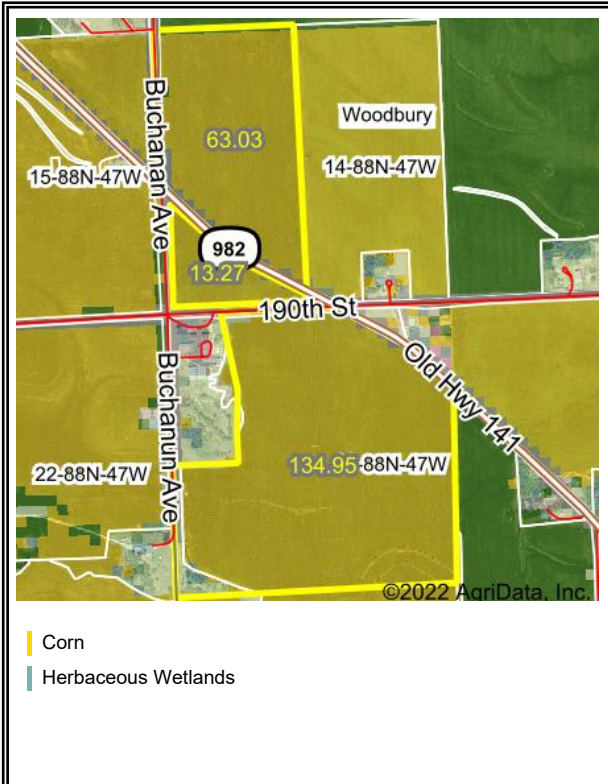 Buchanan Ave
63.03
Woodbury
15-88N-47W
14-88N-47W
982
13.27
190th St
Old Hwy 141
Buchanun Ave
134.95
-88N-47W
22-88N-47W
©2022 AgriData, Inc.
Corn
Herbaceous Wetlands